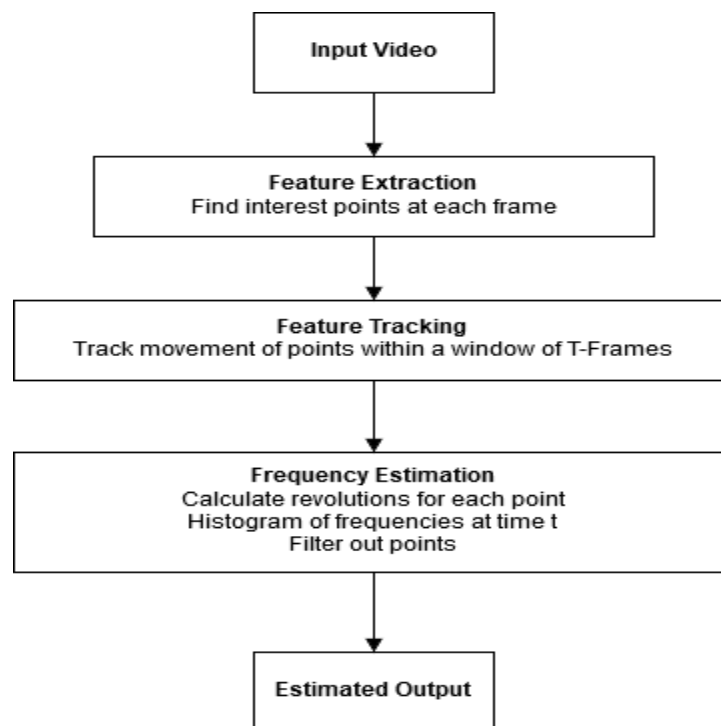 Input Video
Feature Extraction
Find interest points at each frame
Feature Tracking
Track movement of points within a window of T-Frames
Frequency Estimation
Calculate revolutions for each point
Histogram of frequencies at time t
Filter out points
Estimated Output